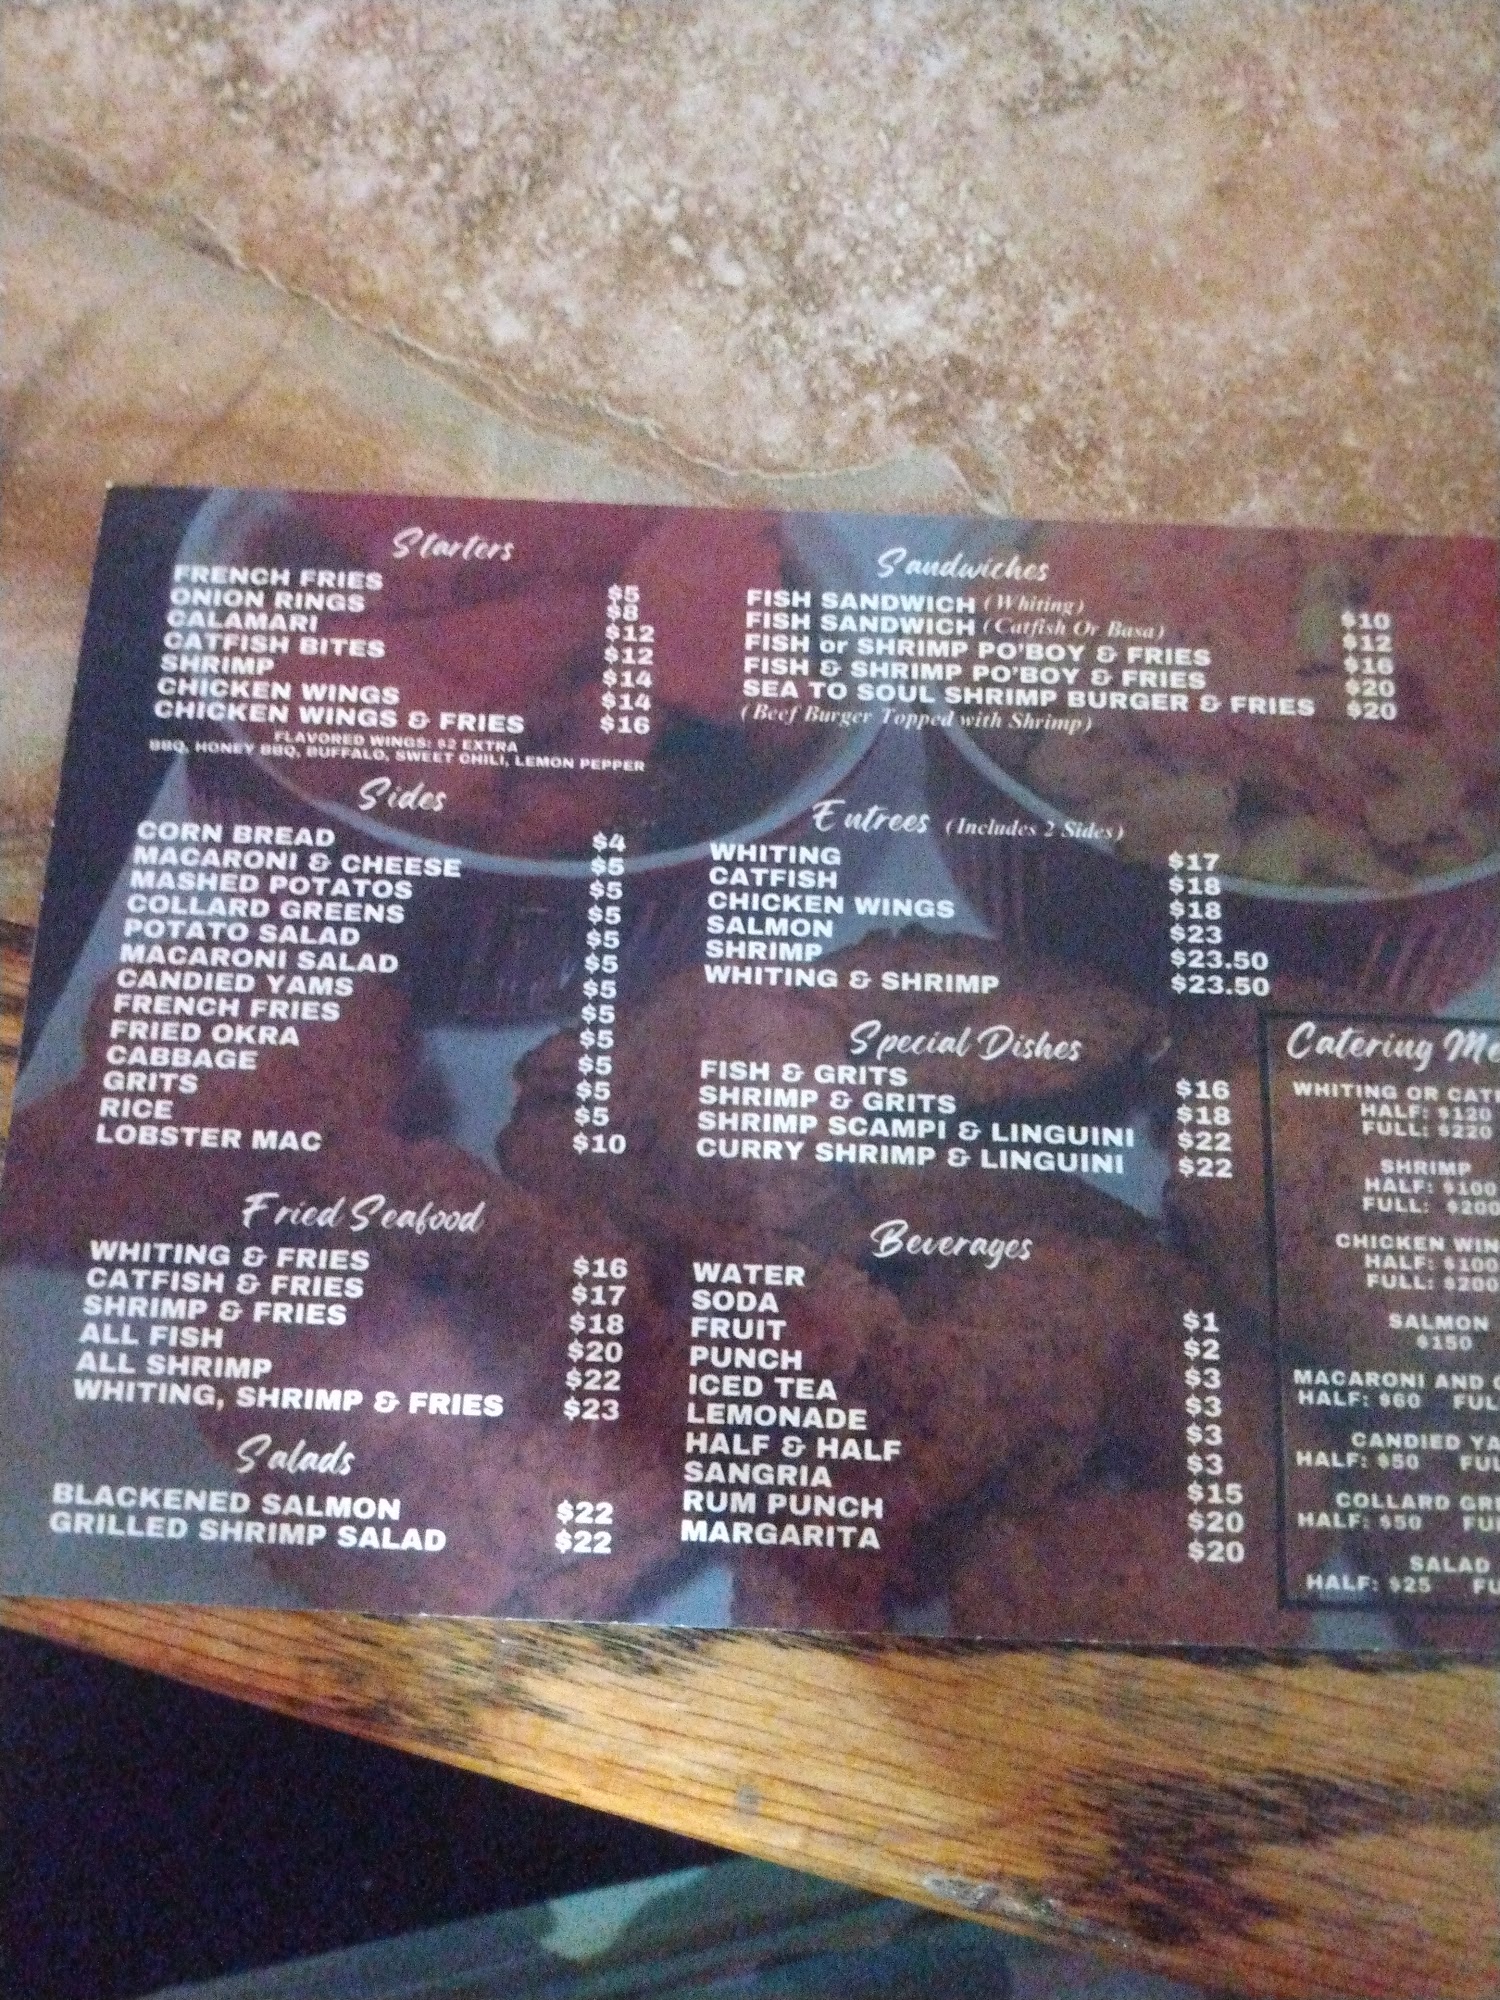 Starters
FRENCH FRIES $5
ONION RINGS $8
CALAMARI $12
CATFISH BITES $12
SHRIMP $14
CHICKEN WINGS $14
CHICKEN WINGS & FRIES $16
FLAVORED WINGS: $2 EXTRA
BBQ, HONEY BBQ, BUFFALO, SWEET CHILI, LEMON PEPPER
Sides
CORN BREAD $4
MACARONI & CHEESE $5
MASHED POTATOS $5
COLLARD GREENS $5
POTATO SALAD $5
MACARONI SALAD $5
CANDIED YAMS $5
FRENCH FRIES $5
FRIED OKRA $5
CABBAGE $5
GRITS $5
RICE $5
LOBSTER MAC $10
Fried Seafood
WHITING & FRIES $16
CATFISH & FRIES $17
SHRIMP & FRIES $18
ALL FISH $20
ALL SHRIMP $22
WHITING, SHRIMP & FRIES $23
Salads
BLACKENED SALMON $22
GRILLED SHRIMP SALAD $22
Sandwiches
FISH SANDWICH (Whiting) $10
FISH SANDWICH (Catfish Or Basa) $12
FISH or SHRIMP PO'BOY & FRIES $16
FISH & SHRIMP PO'BOY & FRIES $20
SEA TO SOUL SHRIMP BURGER & FRIES $20
(Beef Burger Topped with Shrimp)
Entrees (Includes 2 Sides)
WHITING $17
CATFISH $18
CHICKEN WINGS $18
SALMON $23
SHRIMP $23.50
WHITING & SHRIMP $23.50
Special Dishes
FISH & GRITS $16
SHRIMP & GRITS $18
SHRIMP SCAMPI & LINGUINI $22
CURRY SHRIMP & LINGUINI $22
Beverages
WATER
SODA $1
FRUIT $2
PUNCH $3
ICED TEA $3
LEMONADE $3
HALF & HALF $3
SANGRIA $15
RUM PUNCH $20
MARGARITA $20
Catering Me
WHITING OR CATF
HALF: $120
FULL: $220
SHRIMP
HALF: $100
FULL: $200
CHICKEN WIN
HALF: $100
FULL: $200
SALMON
$150
MACARONI AND
HALF: $60 FUL
CANDIED YA
HALF: $50 FUL
COLLARD GRE
HALF: $50 FU
SALAD
HALF: $25 FU